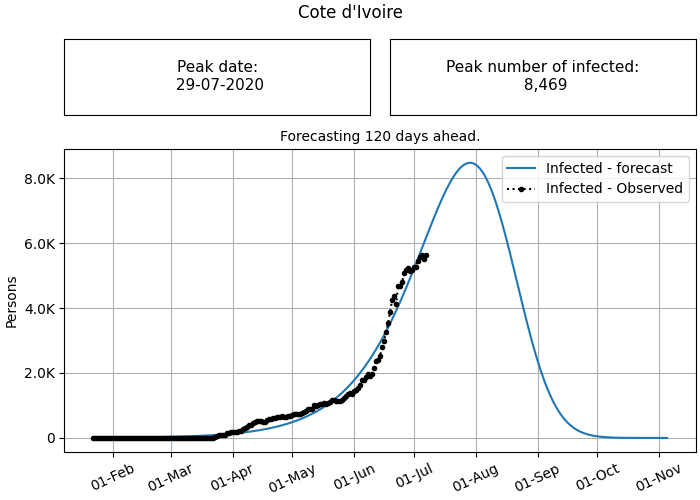 Cote d'Ivoire
Peak date:
29-07-2020
Peak number of infected:
8,469
Forecasting 120 days ahead.
Infected - forecast
Infected - Observed
8.0K
6.0K
4.0K
2.0K
0
Persons
01-Feb
01-Mar
01-Apr
01-May
01-Jun
01-Jul
01-Aug
01-Sep
01-Oct
01-Nov